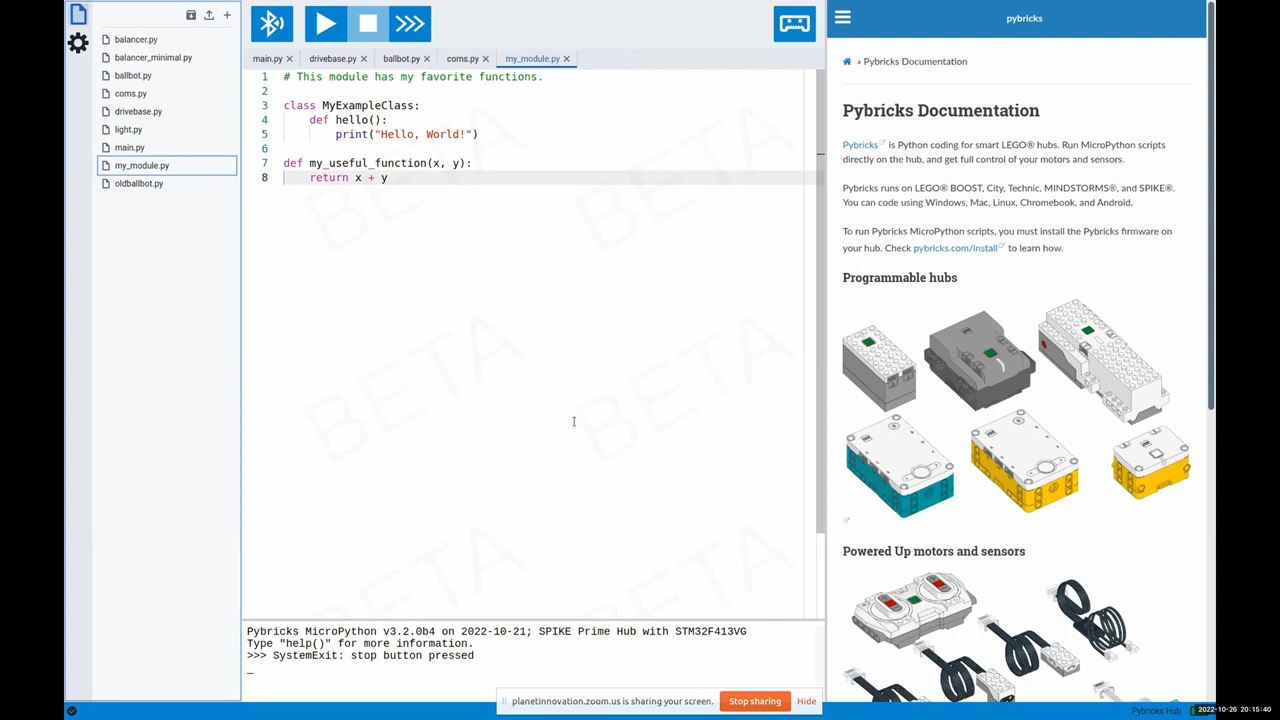 balancer.py
balancer_minimal.py
ballbot.py
coms.py
drivebase.py
light.py
main.py
my_module.py
oldballbot.py
main.py
drivebase.py
ballbot.py
coms.py
my_module.py
1 # This module has my favorite functions.
2
3 class MyExampleClass:
4 def hello():
5 print("Hello, World!")
6
7 def my_useful_function(x, y):
8 return x + y
BETA BETA
BETA BETA
BETA BETA
Pybricks MicroPython v3.2.0b4 on 2022-10-21; SPIKE Prime Hub with STM32F413VG
Type "help()" for more information.
>>> SystemExit: stop button pressed
planetinnovation.zoom.us is sharing your screen.
Stop sharing
Hide
pybricks
» Pybricks Documentation
Pybricks Documentation
Pybricks is Python coding for smart LEGO® hubs. Run MicroPython scripts
directly on the hub, and get full control of your motors and sensors.
Pybricks runs on LEGO® BOOST, City, Technic, MINDSTORMS®, and SPIKE®.
You can code using Windows, Mac, Linux, Chromebook, and Android.
To run Pybricks MicroPython scripts, you must install the Pybricks firmware on
your hub. Check pybricks.com/install to learn how.
Programmable hubs
Powered Up motors and sensors
Pybricks Hub
2022-10-26 20:15:40